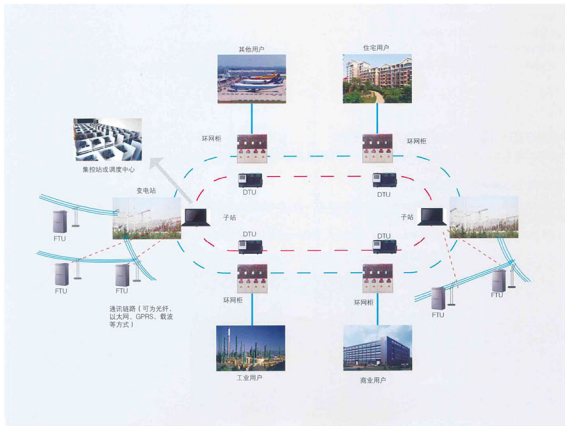 其他用户
住宅用户
环网柜
环网柜
集控站或调度中心
DTU
DTU
变电站
子站
子站
DTU
DTU
FTU
FTU
FTU
环网柜
环网柜
FTU
FTU
通讯链路（可为光纤，
以太网、GPRS、载波
等方式）
工业用户
商业用户